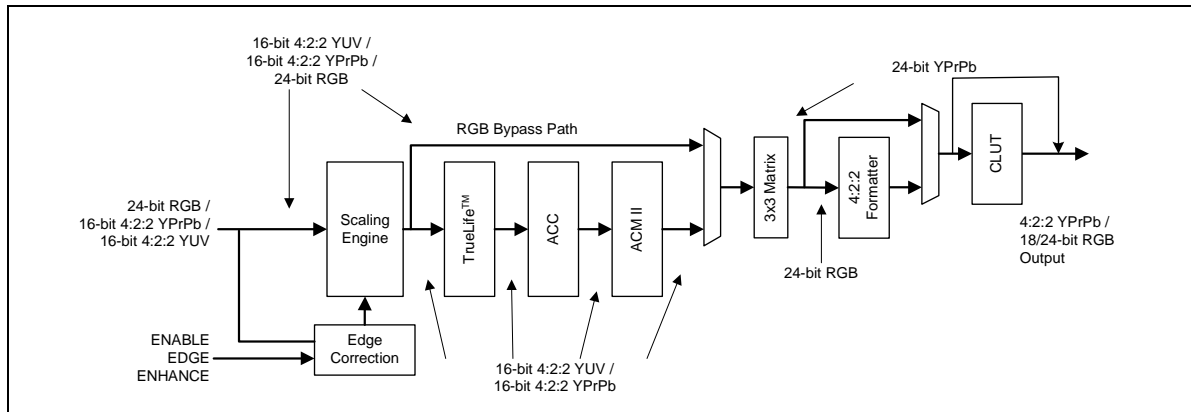 16-bit 4:2:2 YUV /
16-bit 4:2:2 YPrPb /
24-bit RGB
24-bit YPrPb
RGB Bypass Path
24-bit RGB /
16-bit 4:2:2 YPrPb /
16-bit 4:2:2 YUV
Scaling
Engine
TrueLife™
ACC
ACM II
3x3 Matrix
4:2:2
Formatter
CLUT
4:2:2 YPrPb /
18/24-bit RGB
Output
24-bit RGB
ENABLE
EDGE
ENHANCE
Edge
Correction
16-bit 4:2:2 YUV /
16-bit 4:2:2 YPrPb